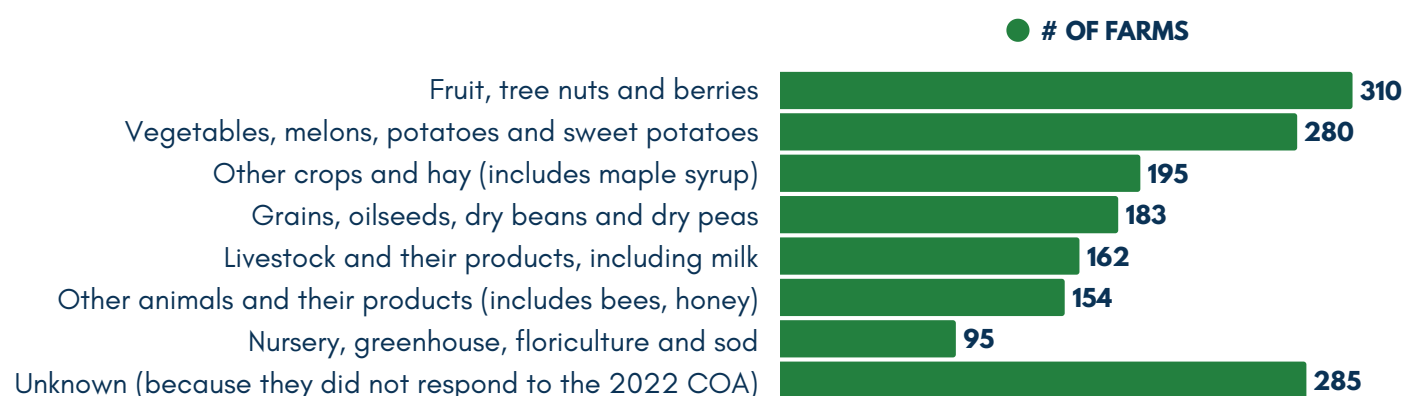 # OF FARMS
Fruit, tree nuts and berries 310
Vegetables, melons, potatoes and sweet potatoes 280
Other crops and hay (includes maple syrup) 195
Grains, oilseeds, dry beans and dry peas 183
Livestock and their products, including milk 162
Other animals and their products (includes bees, honey) 154
Nursery, greenhouse, floriculture and sod 95
Unknown (because they did not respond to the 2022 COA) 285